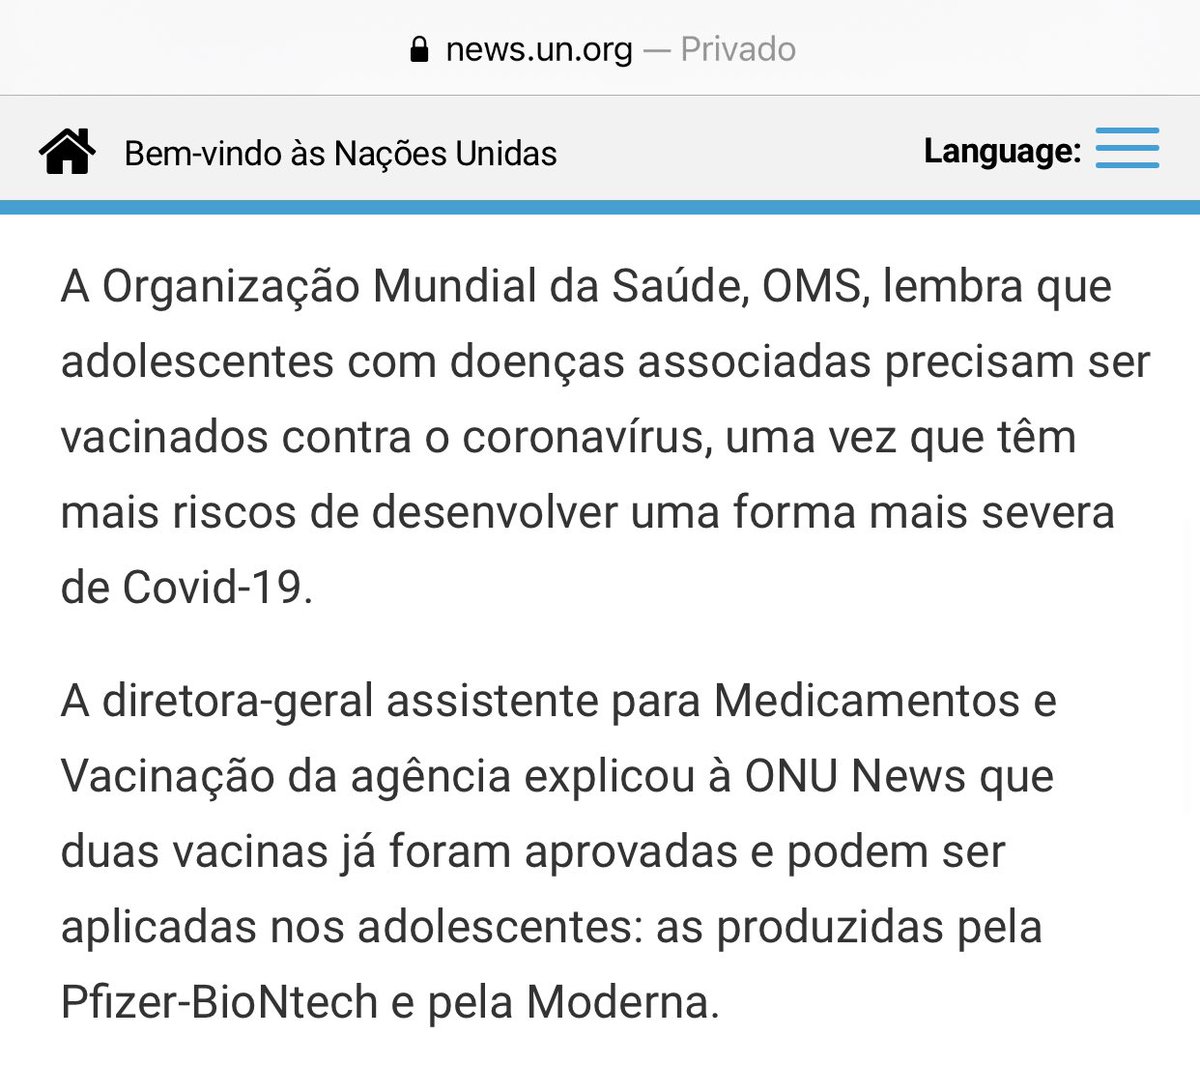 news.un.org — Privado
Bem-vindo às Nações Unidas
Language:
A Organização Mundial da Saúde, OMS, lembra que
adolescentes com doenças associadas precisam ser
vacinados contra o coronavírus, uma vez que têm
mais riscos de desenvolver uma forma mais severa
de Covid-19.
A diretora-geral assistente para Medicamentos e
Vacinação da agência explicou à ONU News que
duas vacinas já foram aprovadas e podem ser
aplicadas nos adolescentes: as produzidas pela
Pfizer-BioNtech e pela Moderna.